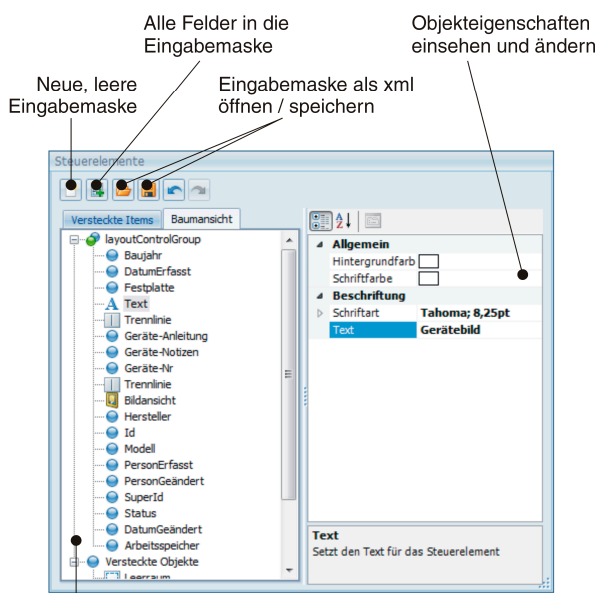 Alle Felder in die
Eingabemaske
Objekteigenschaften
einsehen und ändern
Neue, leere
Eingabemaske
Eingabemaske als xml
öffnen / speichern
Steuerelemente
Versteckte Items
Baumansicht
layoutControlGroup
Baujahr
DatumErfasst
Festplatte
A Text
Trennlinie
Geräte-Anleitung
Geräte-Notizen
Geräte-Nr
Trennlinie
Bildansicht
Hersteller
Id
Modell
PersonErfasst
PersonGeändert
SuperId
Status
DatumGeändert
Arbeitsspeicher
Versteckte Objekte
Leerraum
Allgemein
Hintergrundfarb
Schriftfarbe
Beschriftung
Schriftart Tahoma; 8,25pt
Text Gerätebild
Text
Setzt den Text für das Steuerelement